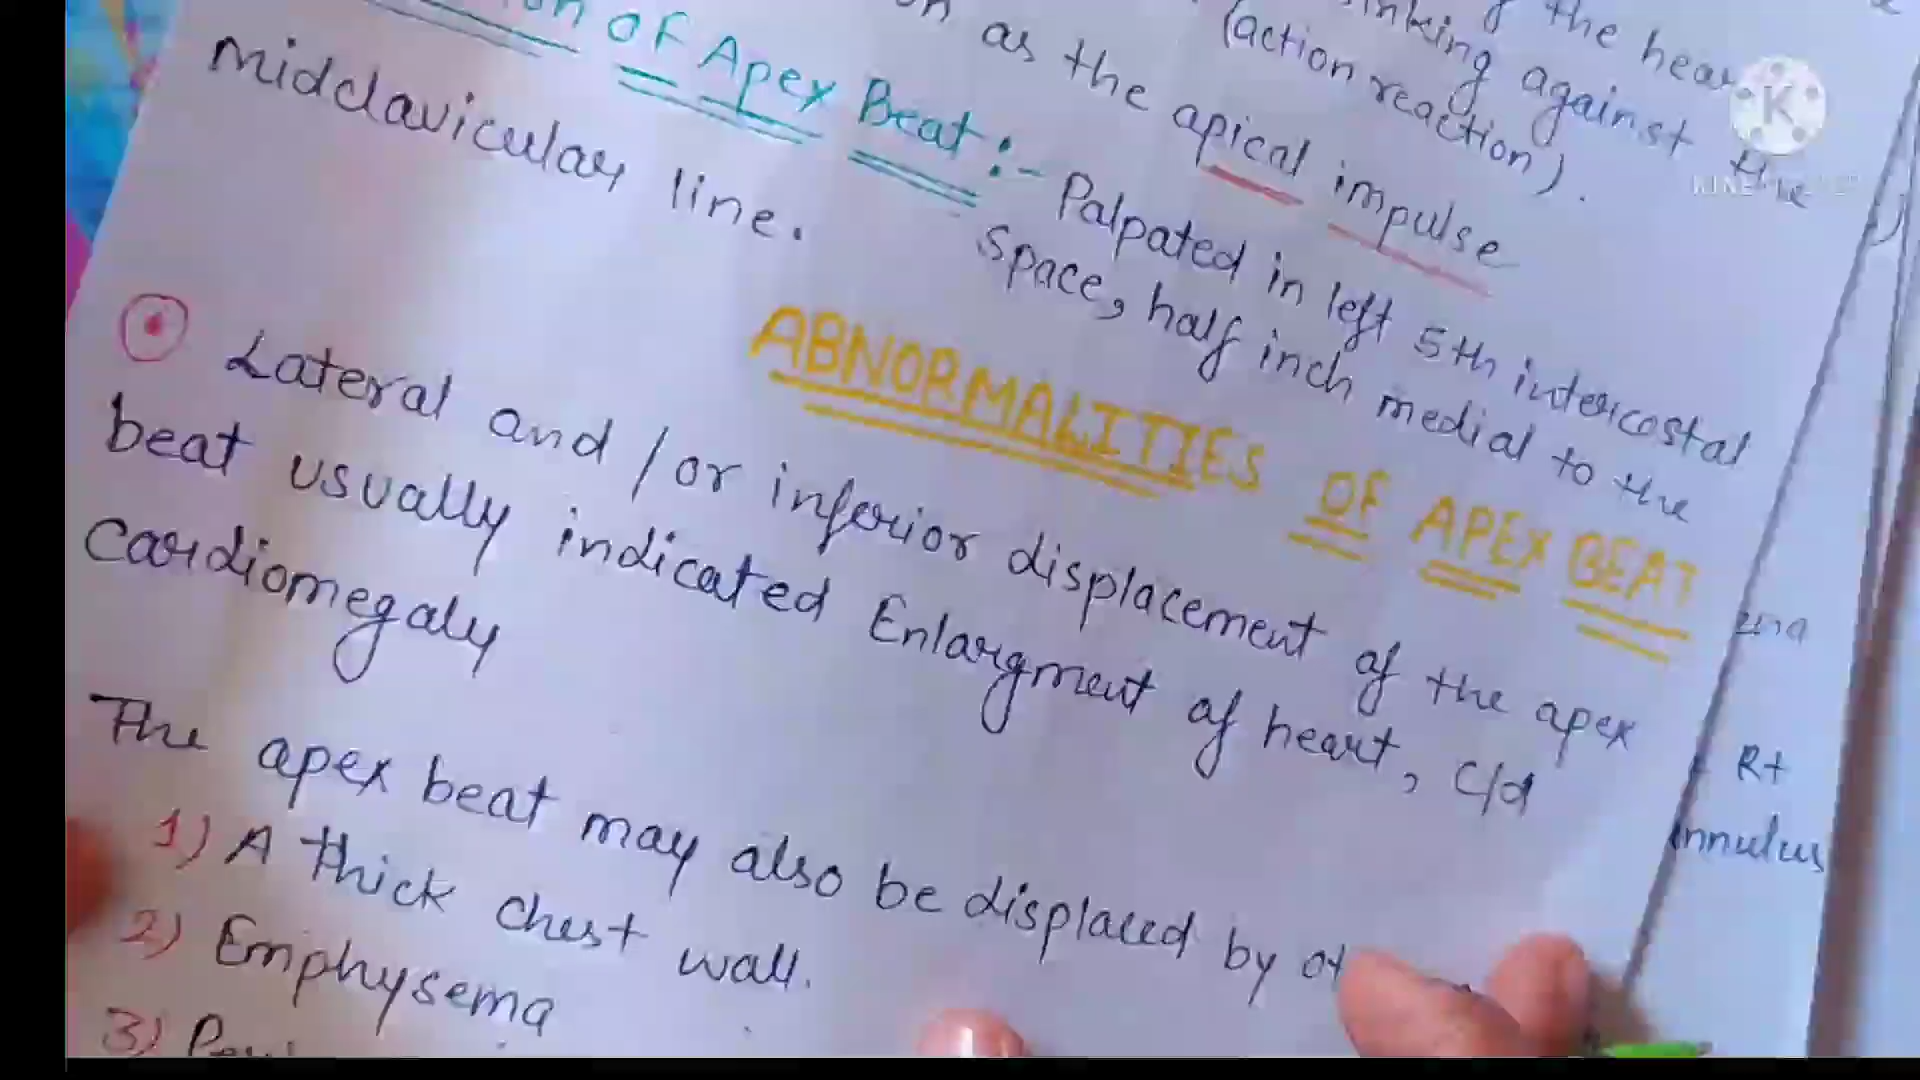 the hear
inking against the
(action reaction).
as the apical impulse
OF Apex Beat :- Palpated in left 5th intercostal
space, half inch medial to the
Midclavicular line.
ABNORMALITIES OF APEX BEAT
Lateral and / or inferior displacement of the apex
beat usually indicated Enlargment of heart, c/d
Cardiomegaly
The apex beat may also be displaced by ot
1) A thick chest wall.
2) Emphysema
3)
Rt
Annulus
K